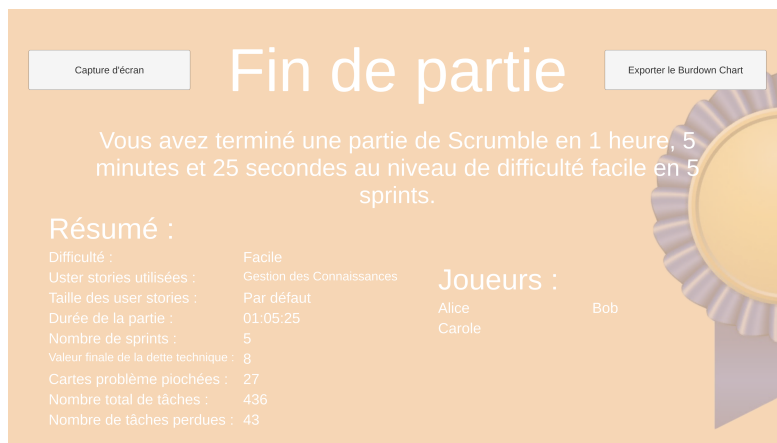 Capture d'écran
Fin de partie
Exporter le Burdown Chart
Vous avez terminé une partie de Scrumble en 1 heure, 5
minutes et 25 secondes au niveau de difficulté facile en 5
sprints.
Résumé :
Difficulté : Facile
Uster stories utilisées : Gestion des Connaissances
Taille des user stories : Par défaut
Durée de la partie : 01:05:25
Nombre de sprints : 5
Valeur finale de la dette technique : 8
Cartes problème piochées : 27
Nombre total de tâches : 436
Nombre de tâches perdues : 43
Joueurs :
Alice Bob
Carole